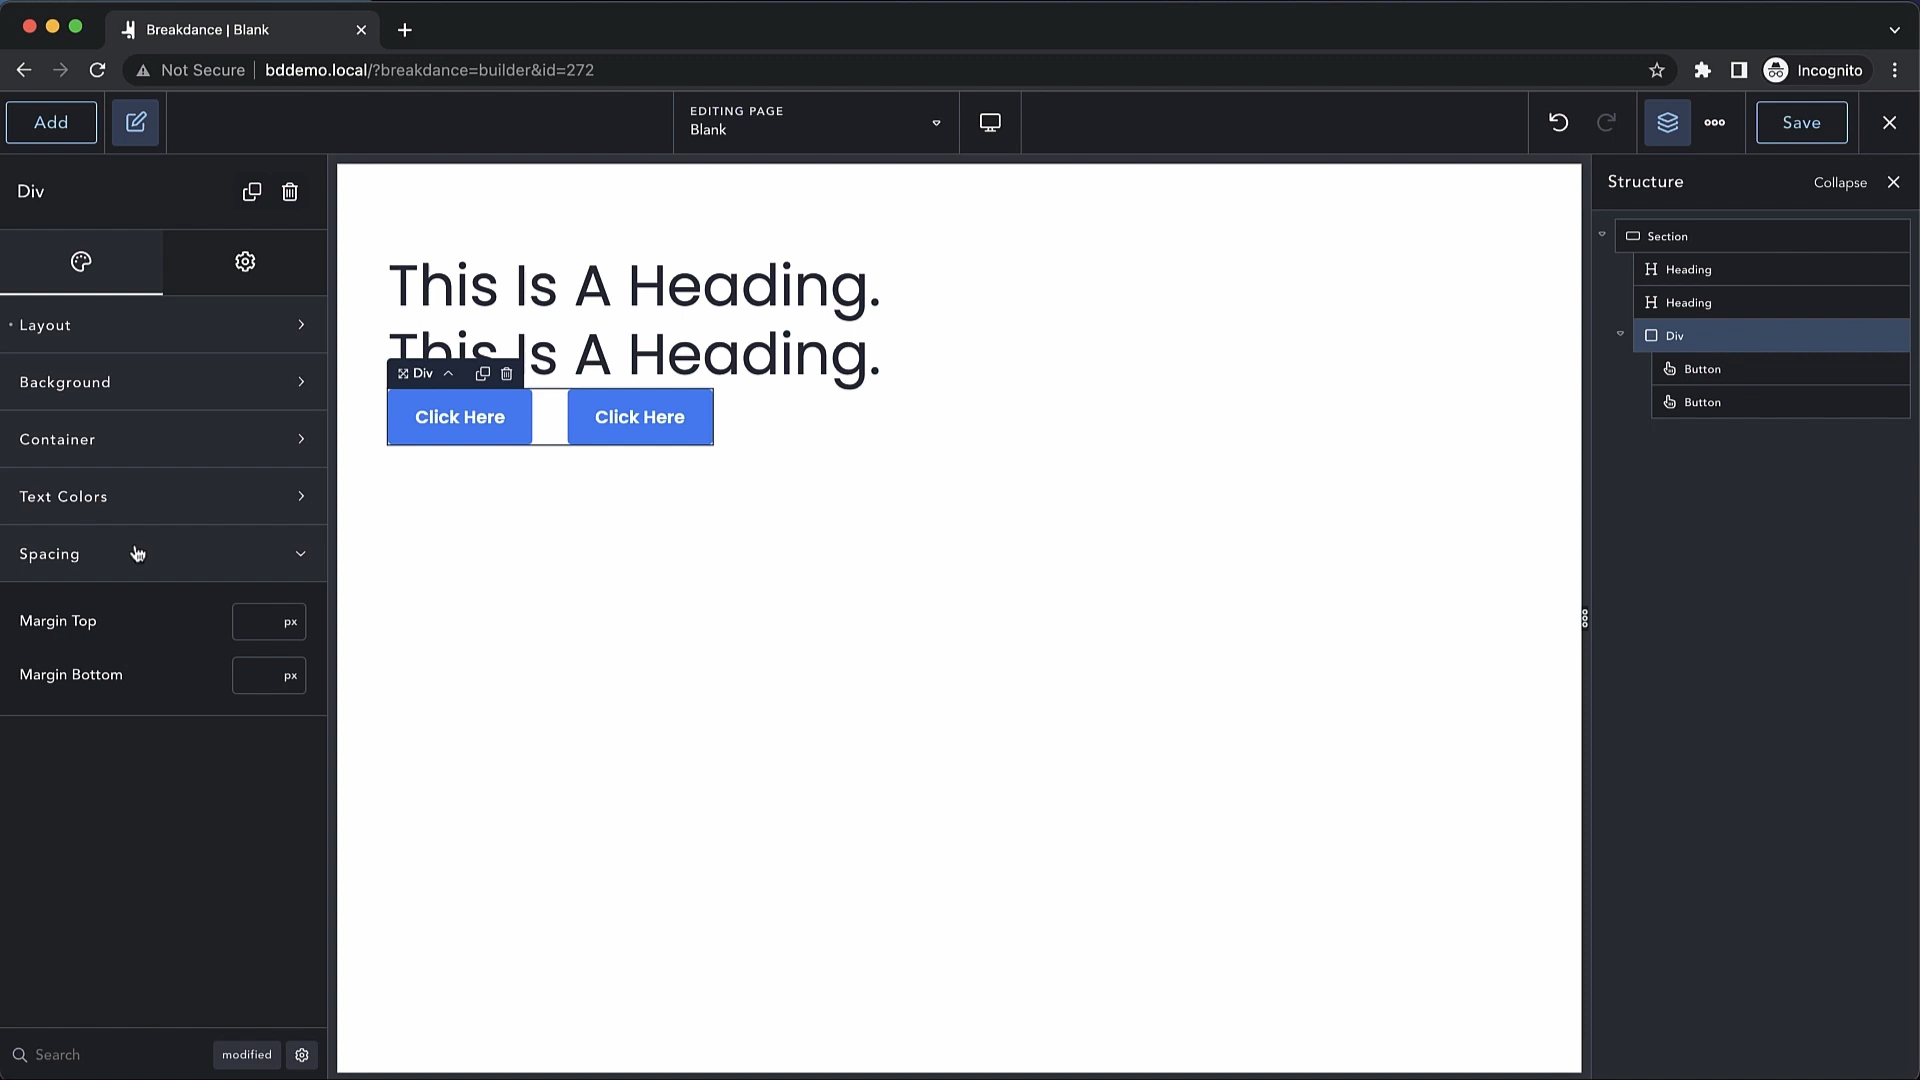 Breakdance | Blank
Not Secure
bddemo.local/?breakdance=builder&id=272
Incognito
Add
EDITING PAGE
Blank
Save
Div
Layout
Background
Container
Text Colors
Spacing
Margin Top
px
Margin Bottom
px
Search
modified
This Is A Heading.
This Is A Heading.
Div
Click Here
Click Here
Structure
Collapse
Section
Heading
Heading
Div
Button
Button